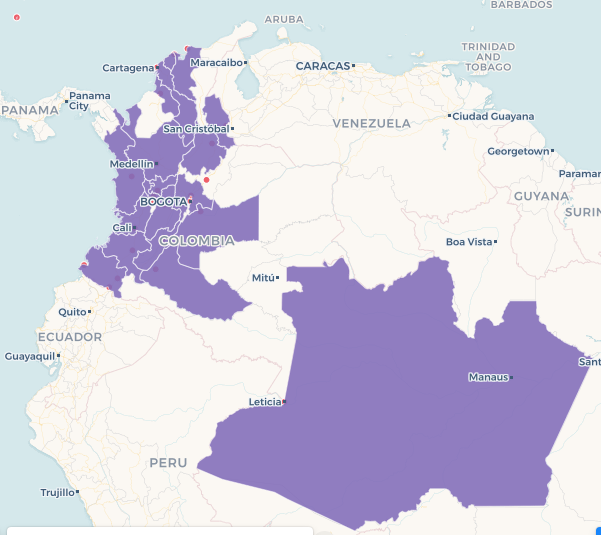 BARBADOS
ARUBA
TRINIDAD
AND
TOBAGO
Cartagena
Maracaibo
CARACAS
Panama
City
PANAMA
San Cristóbal
VENEZUELA
Ciudad Guayana
Medellín
Georgetown
Paramar
GUYANA
SURIN
BOGOTA
Cali
COLOMBIA
Boa Vista
Mitú
Quito
ECUADOR
Guayaquil
Manaus
Sant
Leticia
PERU
Trujillo